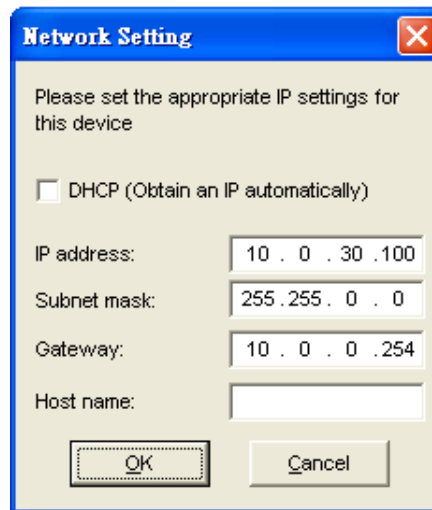 Network Setting
Please set the appropriate IP settings for
this device
DHCP (Obtain an IP automatically)
IP address: 10 . 0 . 30 .100
Subnet mask: 255 .255 . 0 . 0
Gateway: 10 . 0 . 0 .254
Host name:
OK Cancel